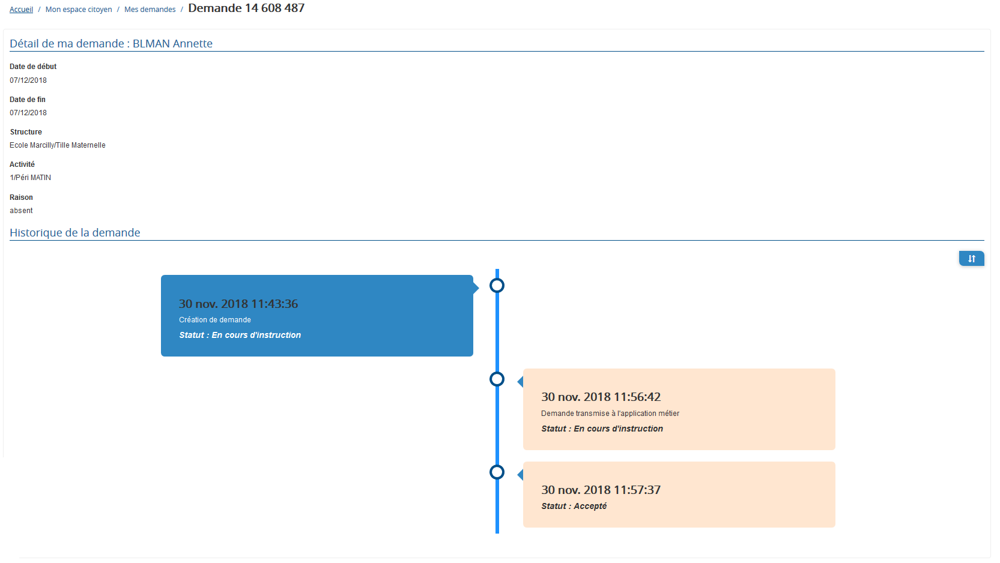 Accueil / Mon espace citoyen / Mes demandes / Demande 14 608 487
Détail de ma demande : BLMAN Annette
Date de début
07/12/2018
Date de fin
07/12/2018
Structure
Ecole Marcilly/Tille Maternelle
Activité
1/Péri MATIN
Raison
absent
Historique de la demande
30 nov. 2018 11:43:36
Création de demande
Statut : En cours d'instruction
30 nov. 2018 11:56:42
Demande transmise à l'application métier
Statut : En cours d'instruction
30 nov. 2018 11:57:37
Statut : Accepté